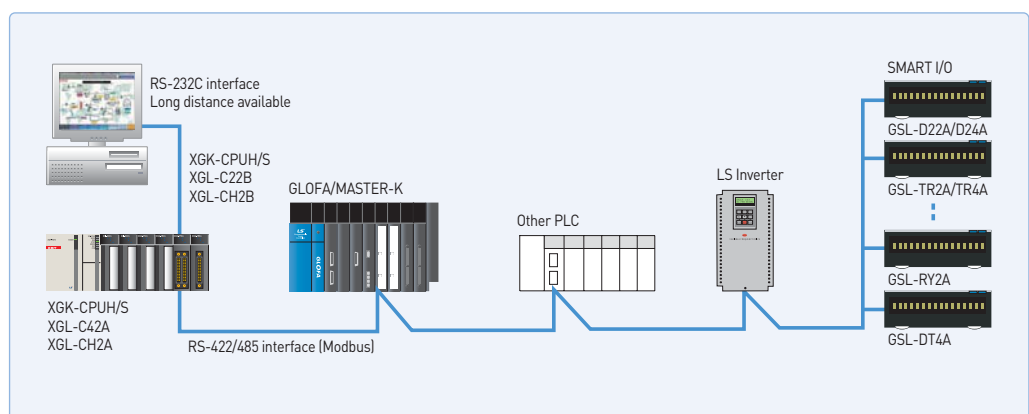 RS-232C interface
Long distance available
XGK-CPUH/S
XGL-C22B
XGL-CH2B
GLOFA/MASTER-K
LS
GLOFA
XGK-CPUH/S
XGL-C42A
XGL-CH2A
RS-422/485 interface (Modbus)
Other PLC
LS Inverter
SMART I/O
GSL-D22A/D24A
GSL-TR2A/TR4A
GSL-RY2A
GSL-DT4A